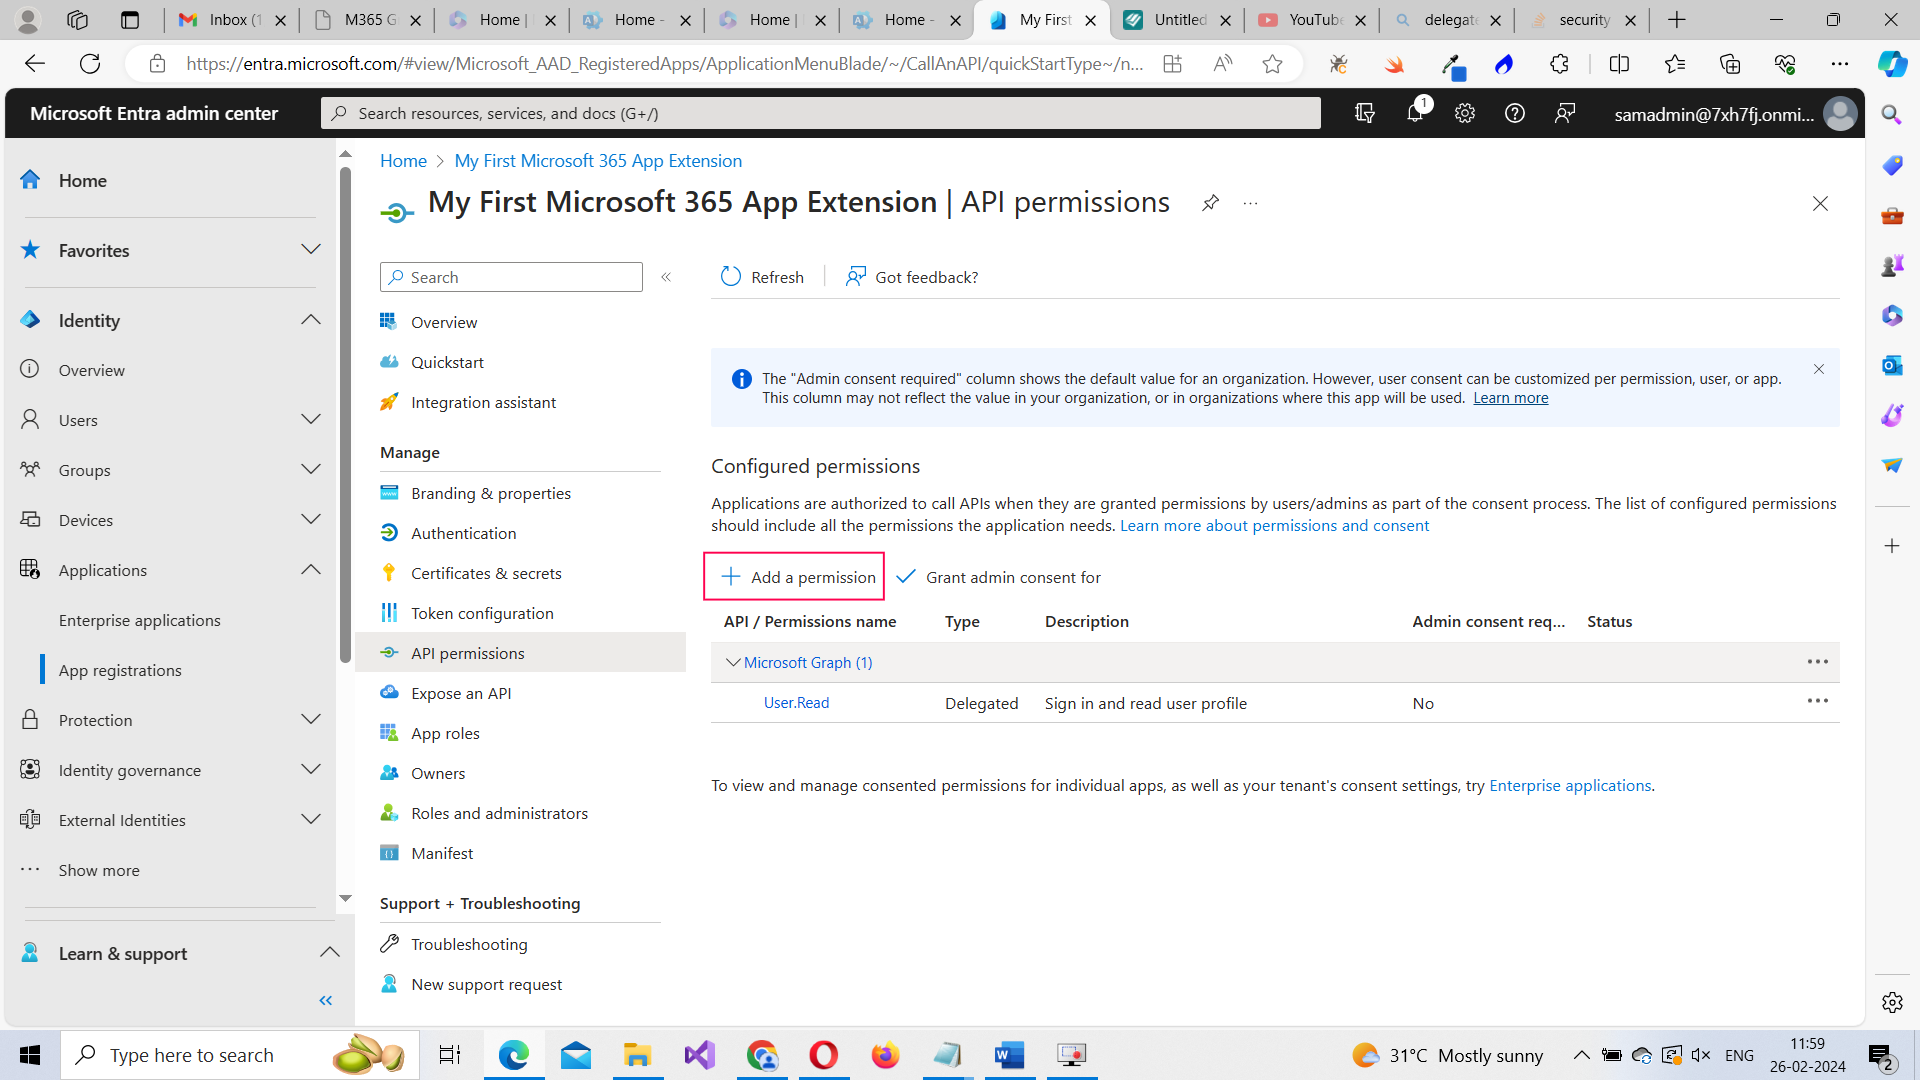 Inbox (1
M365 G
Home |
Home -
Home |
Home -
My First
Untitled
YouTube
delegate
security
https://entra.microsoft.com/#view/Microsoft_AAD_RegisteredApps/ApplicationMenuBlade/~/CallAnAPI/quickStartType~/n...
Microsoft Entra admin center
Search resources, services, and docs (G+/)
1
samadmin@7xh7fj.onmi...
Home
Favorites
Identity
Overview
Users
Groups
Devices
Applications
Enterprise applications
App registrations
Protection
Identity governance
External Identities
Show more
Learn & support
Home > My First Microsoft 365 App Extension
My First Microsoft 365 App Extension | API permissions
Search
Overview
Quickstart
Integration assistant
Manage
Branding & properties
Authentication
Certificates & secrets
Token configuration
API permissions
Expose an API
App roles
Owners
Roles and administrators
Manifest
Support + Troubleshooting
Troubleshooting
New support request
Refresh
Got feedback?
The "Admin consent required" column shows the default value for an organization. However, user consent can be customized per permission, user, or app.
This column may not reflect the value in your organization, or in organizations where this app will be used. Learn more
Configured permissions
Applications are authorized to call APIs when they are granted permissions by users/admins as part of the consent process. The list of configured permissions
should include all the permissions the application needs. Learn more about permissions and consent
Add a permission
Grant admin consent for
API / Permissions name Type Description Admin consent req... Status
Microsoft Graph (1)
User.Read Delegated Sign in and read user profile No
To view and manage consented permissions for individual apps, as well as your tenant's consent settings, try Enterprise applications.
Type here to search
31°C Mostly sunny
ENG
11:59
26-02-2024
2